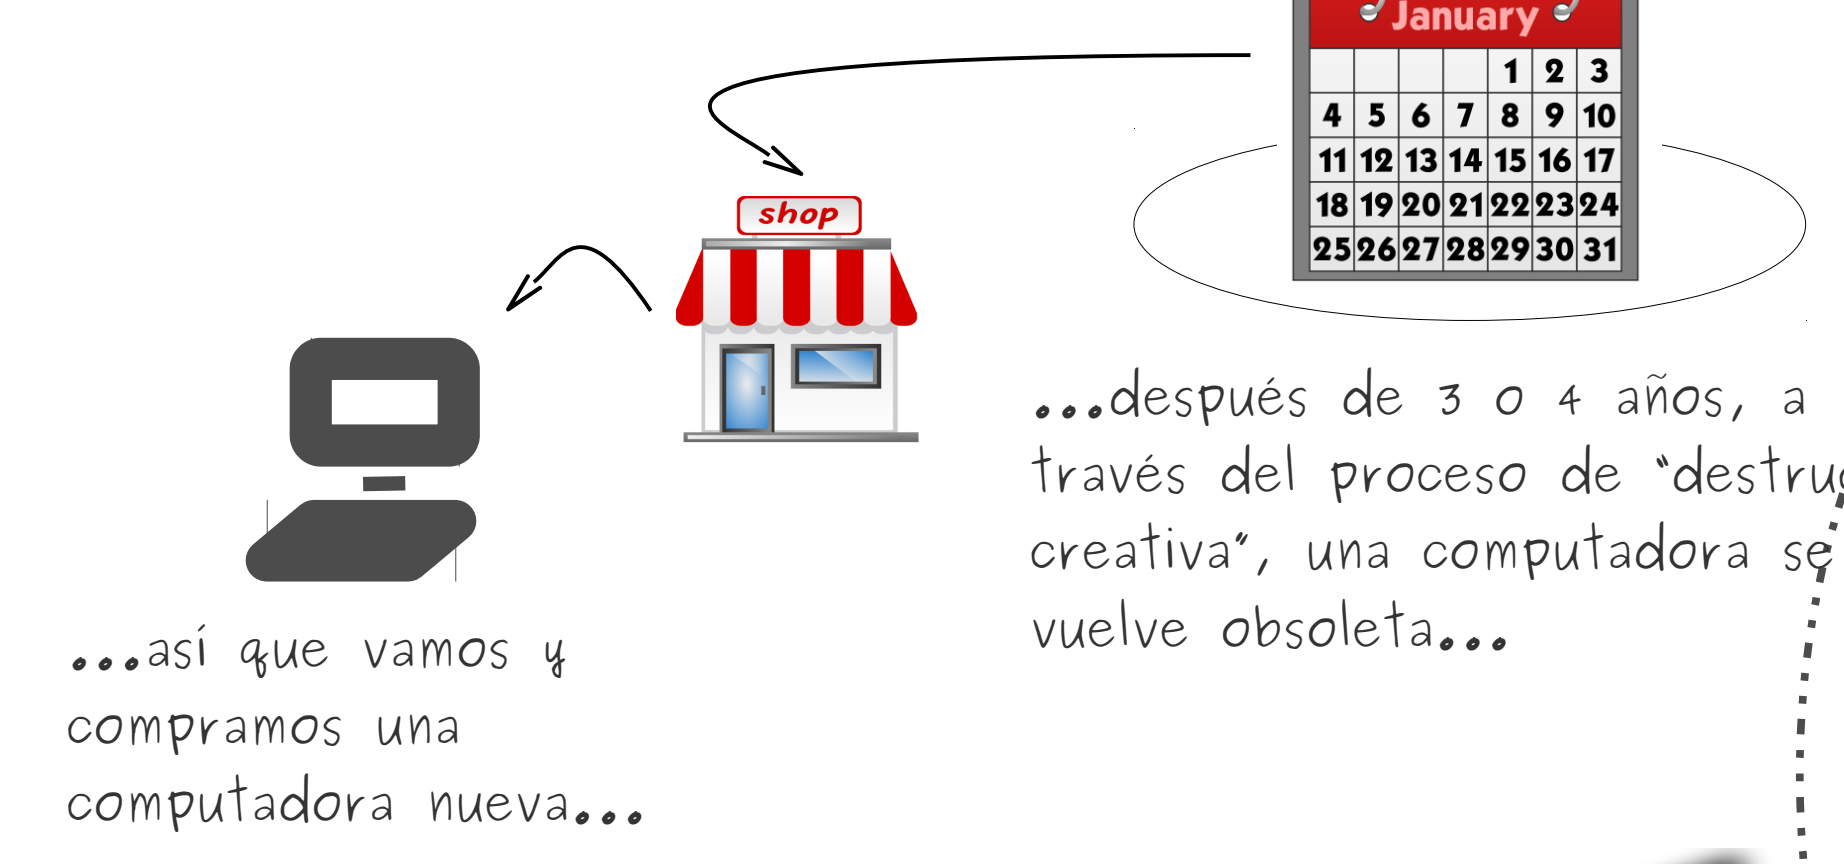 January
1 2 3
4 5 6 7 8 9 10
11 12 13 14 15 16 17
18 19 20 21 22 23 24
25 26 27 28 29 30 31
shop
...después de 3 o 4 años, a
través del proceso de
creativa”, una computadora se
vuelve obsoleta...
...así que vamos y
compramos una
computadora nueva...